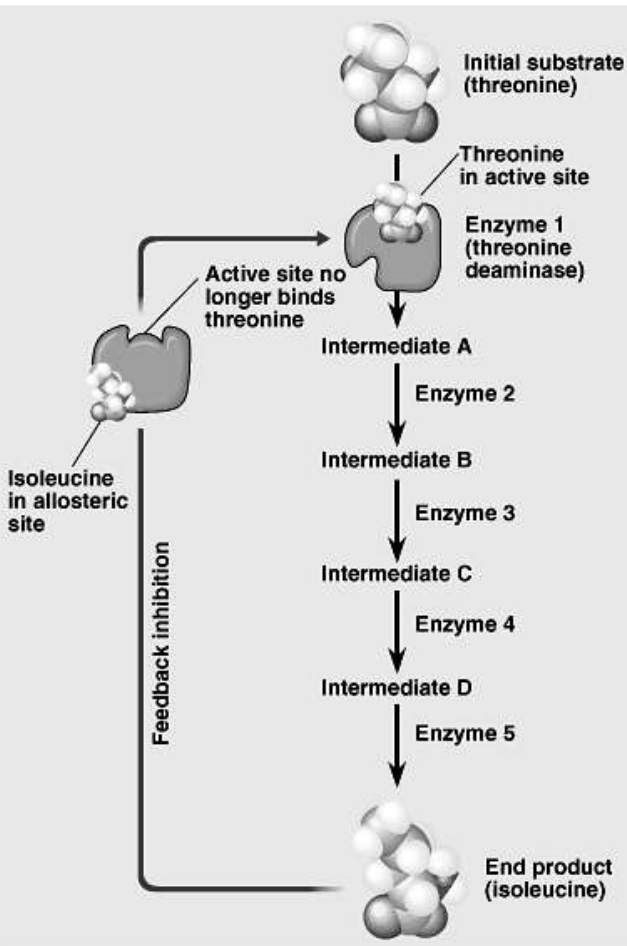 Initial substrate
(threonine)
Threonine
in active site
Enzyme 1
(threonine
deaminase)
Active site no
longer binds
threonine
Intermediate A
Enzyme 2
Isoleucine
in allosteric
site
Intermediate B
Enzyme 3
Feedback inhibition
Intermediate C
Enzyme 4
Intermediate D
Enzyme 5
End product
(isoleucine)